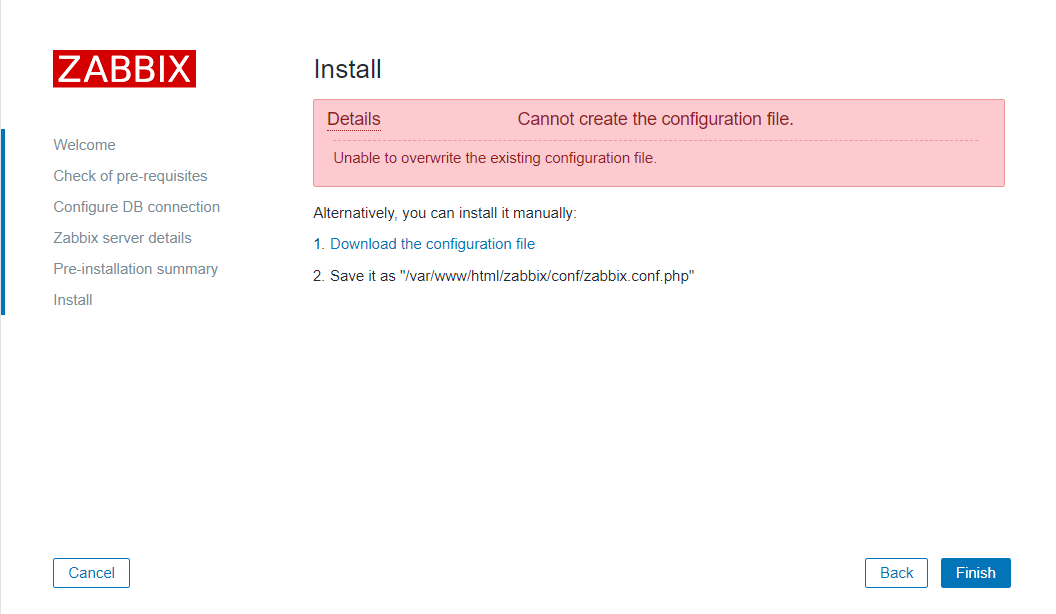 ZABBIX
Welcome
Check of pre-requisites
Configure DB connection
Zabbix server details
Pre-installation summary
Install
Install
Details Cannot create the configuration file.
Unable to overwrite the existing configuration file.
Alternatively, you can install it manually:
1. Download the configuration file
2. Save it as "/var/www/html/zabbix/conf/zabbix.conf.php"
Cancel
Back
Finish